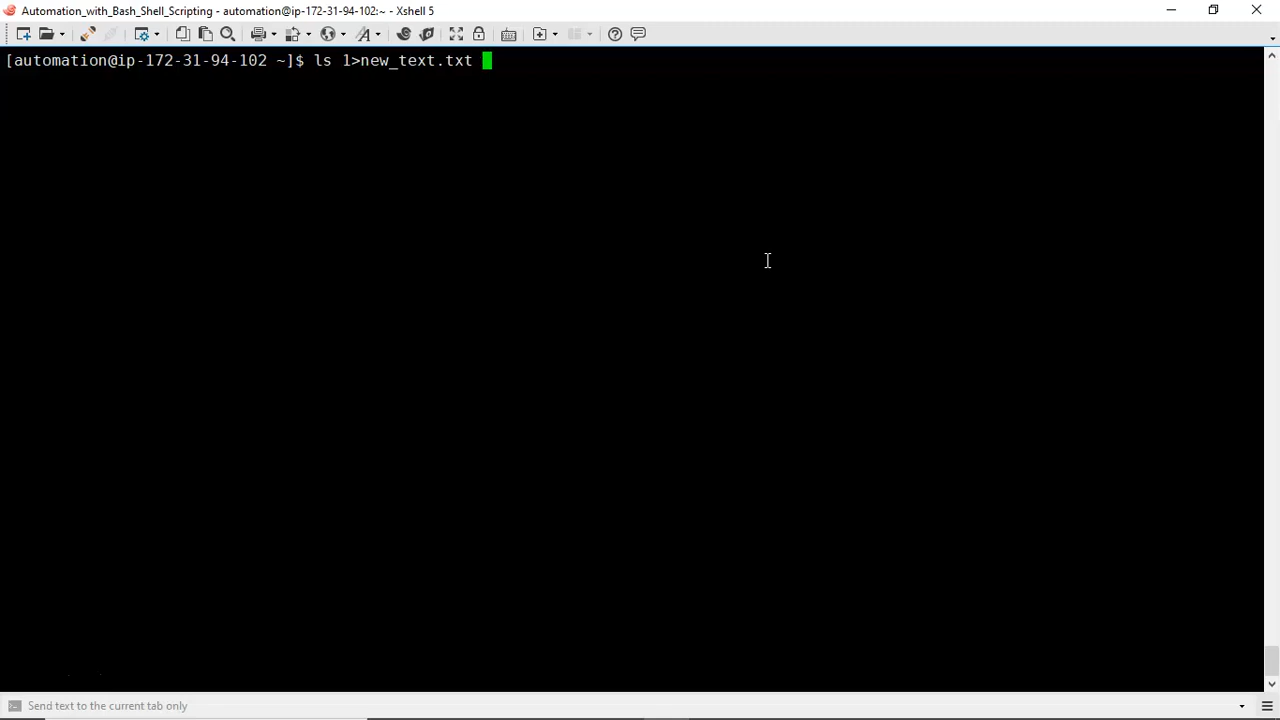 Automation_with_Bash_Shell_Scripting - automation@ip-172-31-94-102:~ - Xshell 5
[automation@ip-172-31-94-102 ~]$ ls 1>new_text.txt
Send text to the current tab only